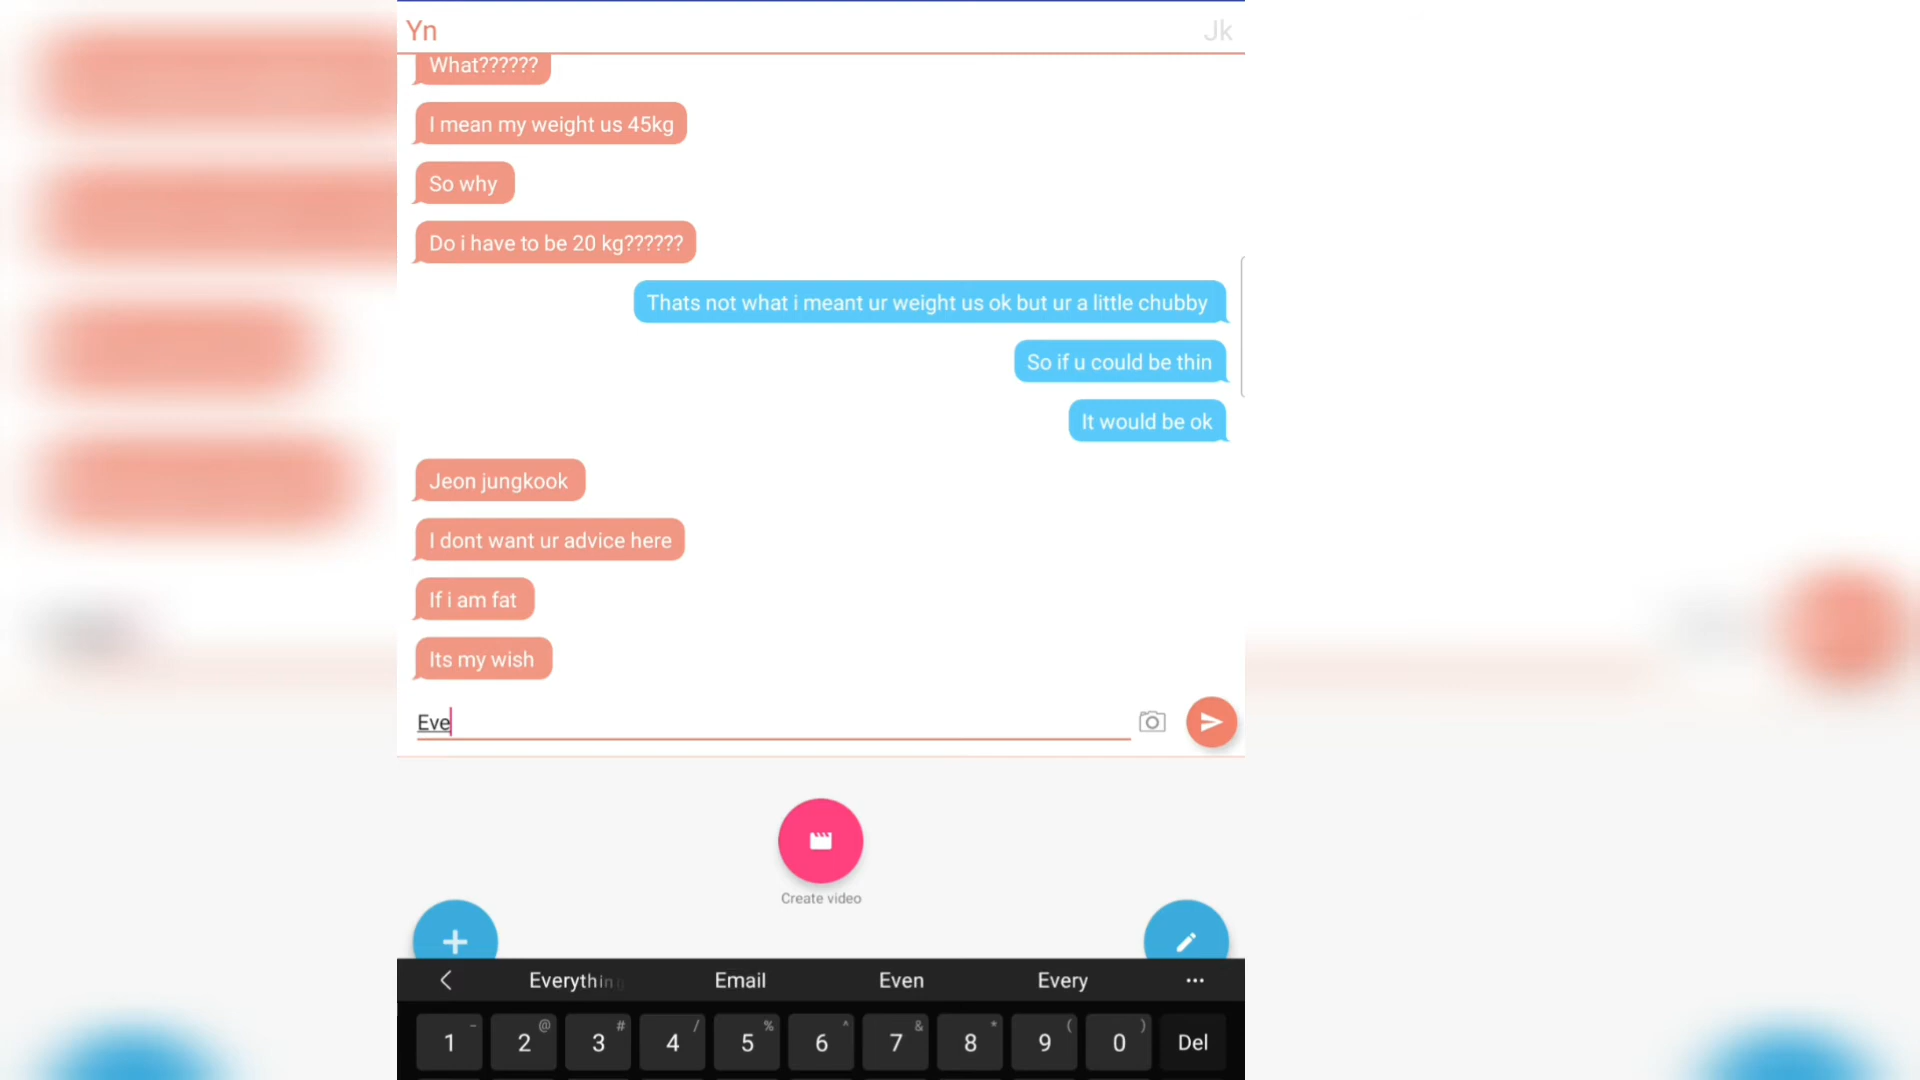 Yn
Jk
What??????
I mean my weight us 45kg
So why
Do i have to be 20 kg??????
Thats not what i meant ur weight us ok but ur a little chubby
So if u could be thin
It would be ok
Jeon jungkook
I dont want ur advice here
If i am fat
Its my wish
Eve
Create video
Everythin
Email
Even
Every
...
1 - 2 @ 3 # 4 / 5 % 6 ^ 7 & 8 * 9 ( 0 ) Del